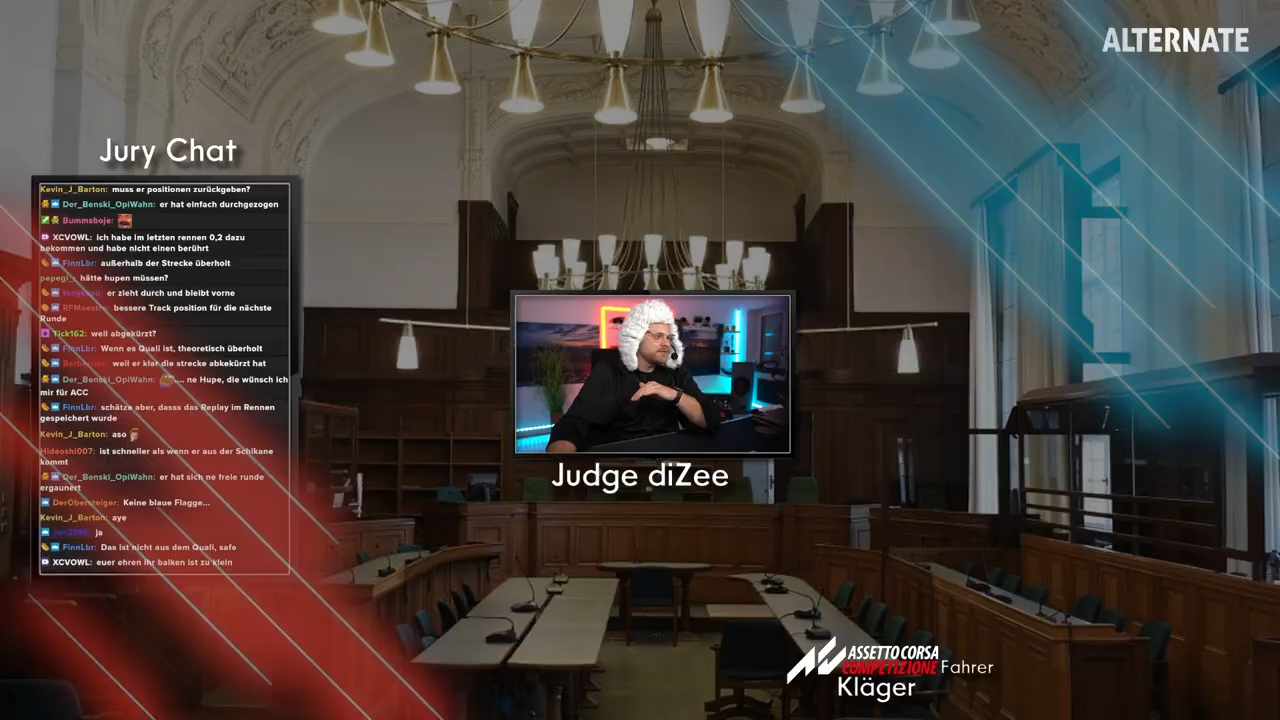 ALTERNATE
Jury Chat
Kevin_J_Barton: muss er positionen zurückgeben?
Der_Benski_OpiWahn: er hat einfach durchgezogen
Bummsboje:
XCVOWL: ich habe im letzten rennen 0,2 dazu
bekommen und habe nicht einen berührt
FinnLbr: außerhalb der Strecke überholt
hätte hupen müssen?
er zieht durch und bleibt vorne
RFMaestro: bessere Track position für die nächste
Runde
Tick162: weil abgekürzt?
FinnLbr: Wenn es Quali ist, theoretisch überholt
weil er klar die strecke abgekürzt hat
Der_Benski_OpiWahn: .... ne Hupe, die wünsch ich
mir für ACC
FinnLbr: schätze aber, dasss das Replay im Rennen
gespeichert wurde
Kevin_J_Barton: aso
Hideoshi007: ist schneller als wenn er aus der Schikane
kommt
Der_Benski_OpiWahn: er hat sich ne freie runde
ergaunert
DerObersteiger: Keine blaue Flagge...
Kevin_J_Barton: aye
ja
FinnLbr: Das ist nicht aus dem Quali, safe
XCVOWL: euer ehren ihr balken ist zu klein
Judge diZee
ASSETTO CORSA
COMPETIZIONE Fahrer
Kläger